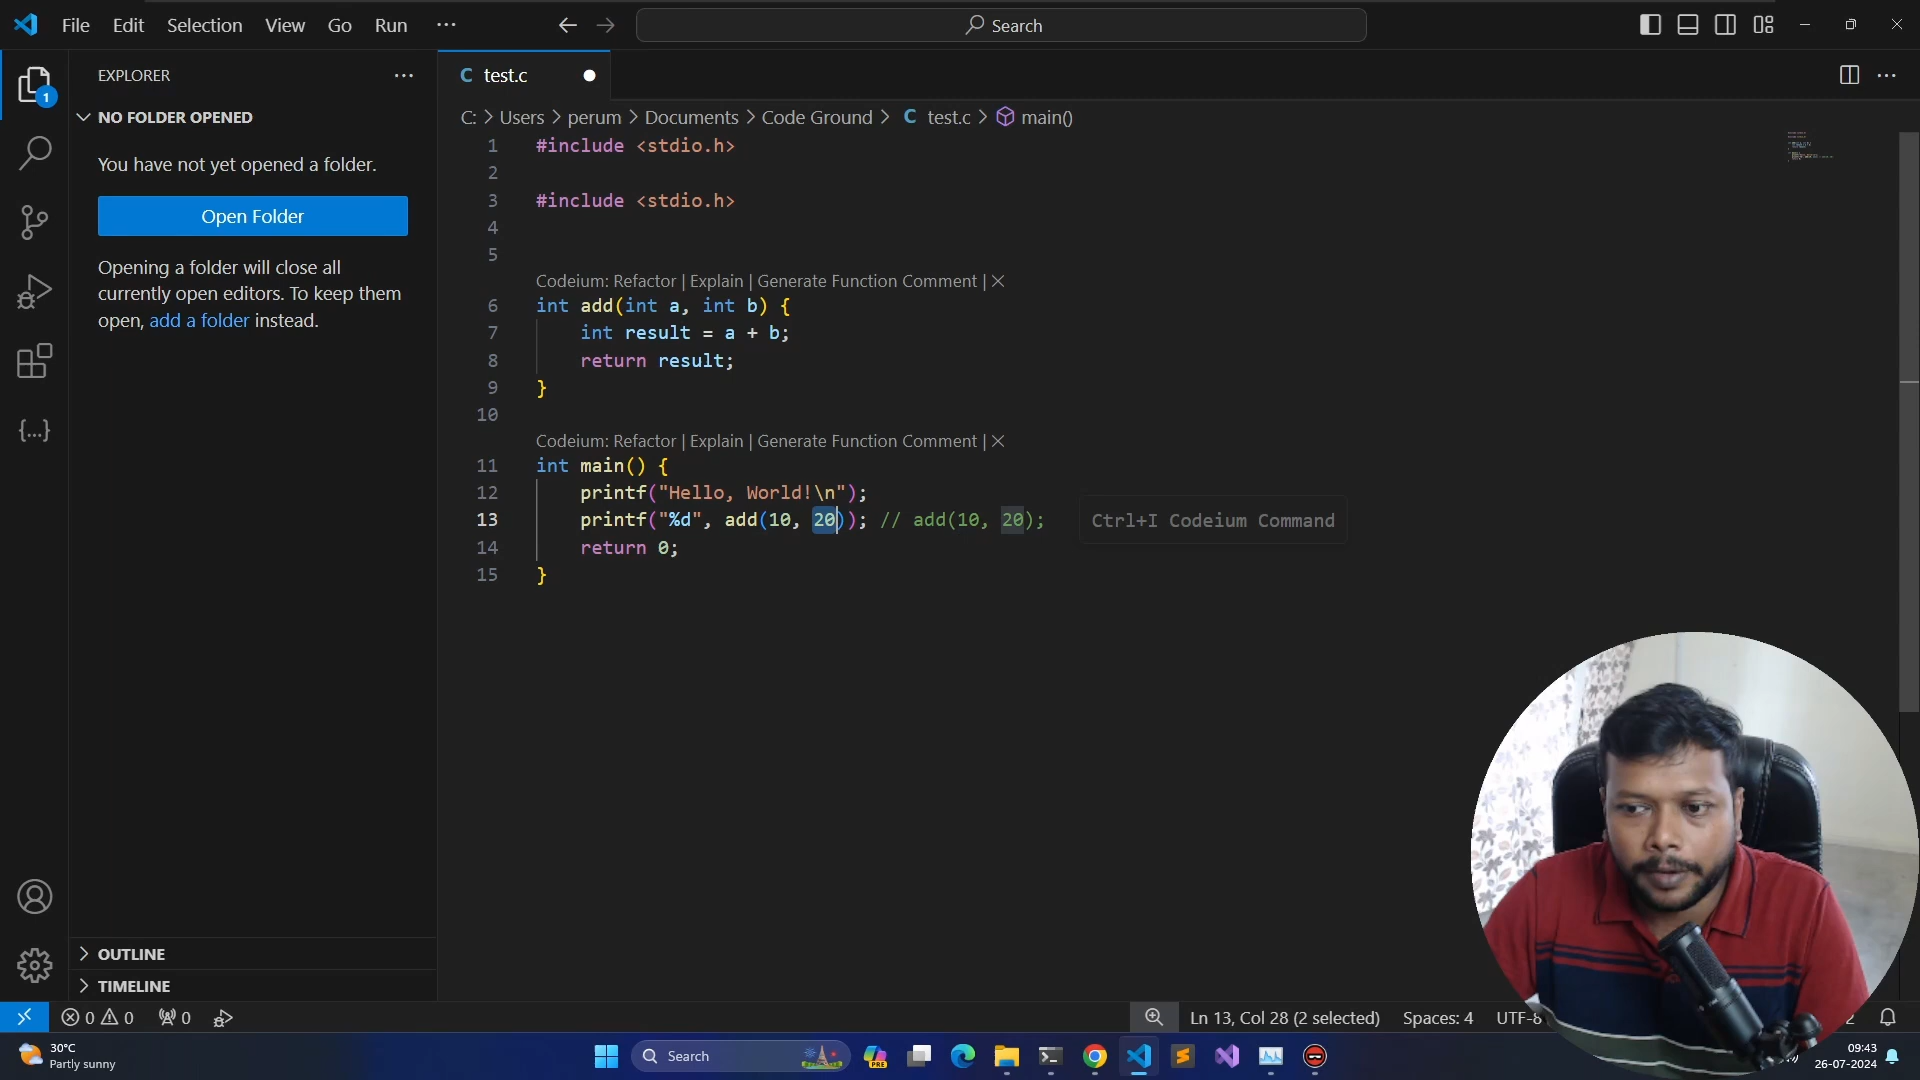 File Edit Selection View Go Run ··· Search
EXPLORER ···
NO FOLDER OPENED
You have not yet opened a folder.
Open Folder
Opening a folder will close all
currently open editors. To keep them
open, add a folder instead.
OUTLINE
TIMELINE
1
C test.c
C: > Users > perum > Documents > Code Ground > C test.c > main()
1 #include <stdio.h>
2
3 #include <stdio.h>
4
5
Codeium: Refactor | Explain | Generate Function Comment | ×
6 int add(int a, int b) {
7 int result = a + b;
8 return result;
9 }
10
Codeium: Refactor | Explain | Generate Function Comment | ×
11 int main() {
12 printf("Hello, World!\n");
13 printf("%d", add(10, 20)); // add(10, 20); Ctrl+I Codeium Command
14 return 0;
15 }
0 0 0 Ln 13, Col 28 (2 selected) Spaces: 4 UTF-8
30°C
Partly sunny
Search
PRE
09:43
26-07-2024